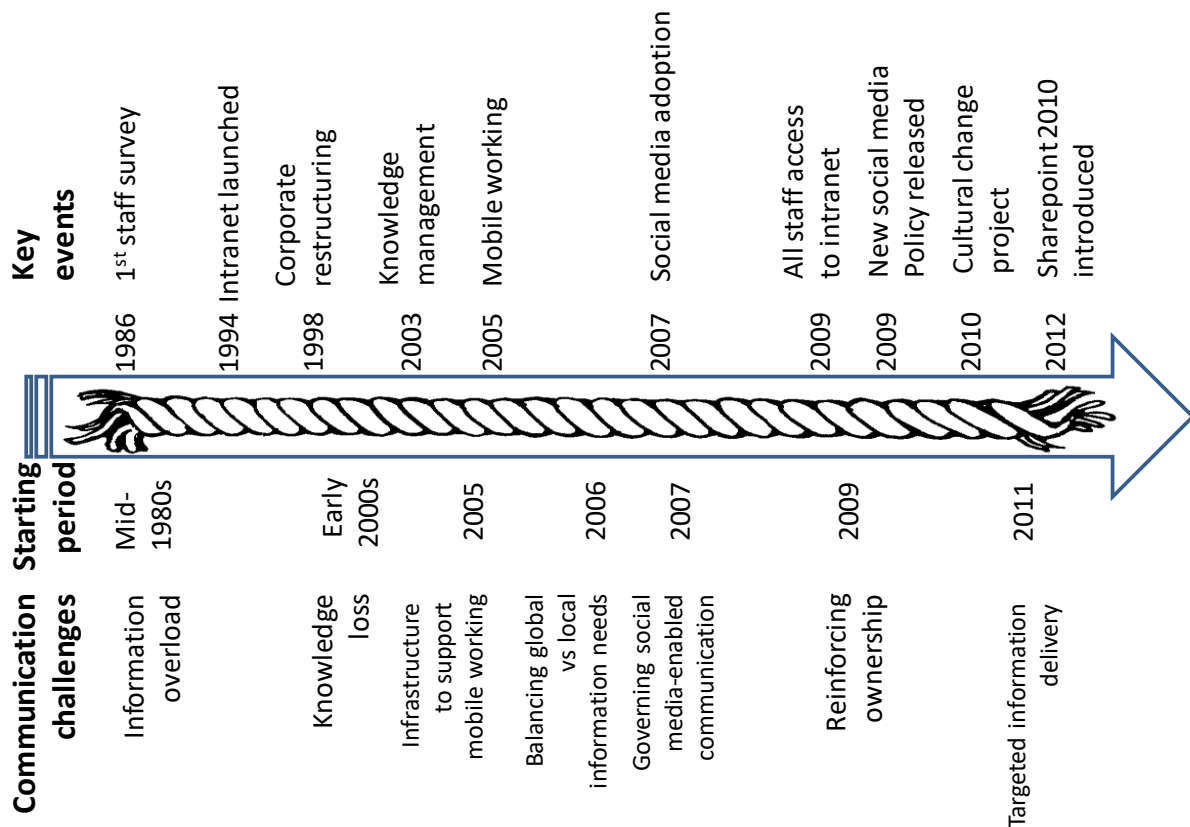 Key
events
1986
1st staff survey
1994
Intranet launched
1998
Corporate
restructuring
2003
Knowledge
management
2005
Mobile working
2007
Social media adoption
2009
All staff access
to intranet
2009
New social media
Policy released
2010
Cultural change
project
2012
Sharepoint 2010
introduced
Starting
period
Mid-
1980s
Early
2000s
2005
2006
2007
2009
2011
Communication
challenges
Information
overload
Knowledge
loss
Infrastructure
to support
mobile working
Balancing global
vs local
information needs
Governing social
media-enabled
communication
Reinforcing
ownership
Targeted information
delivery